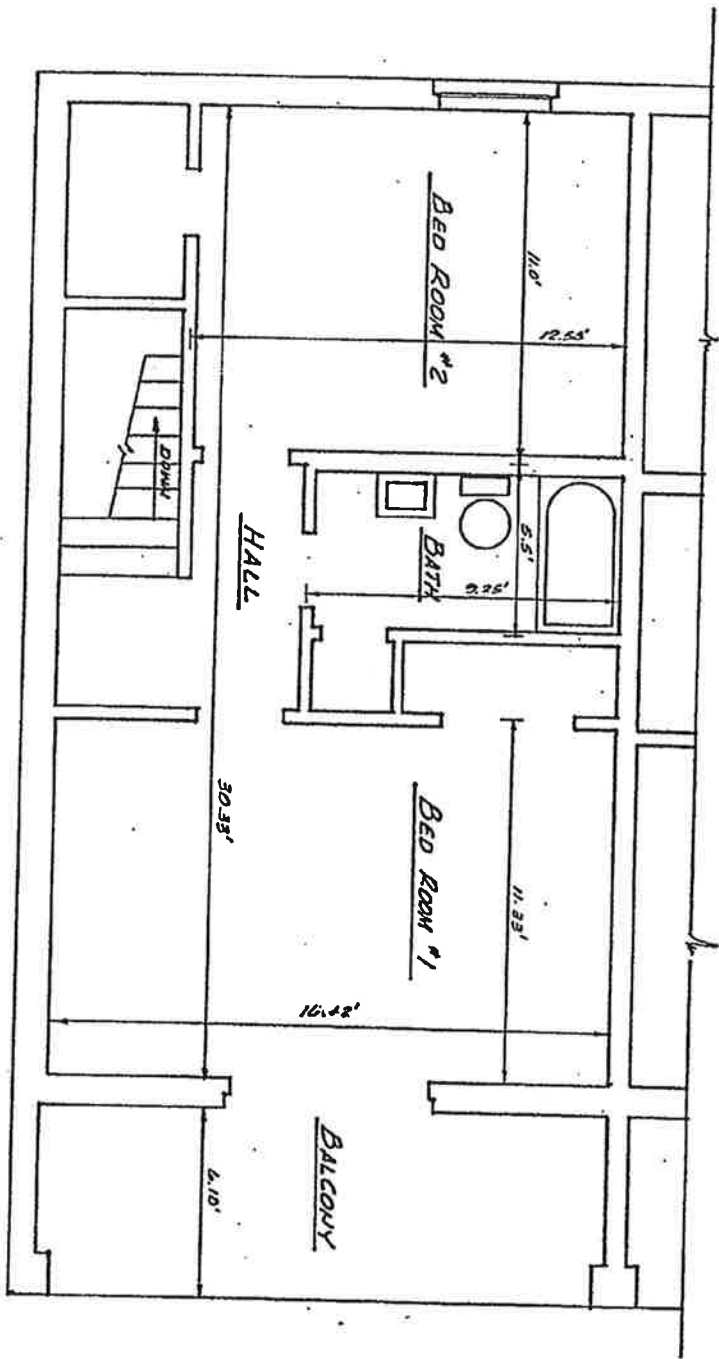 BED ROOM #2
11.0'
12.55'
DOWN
HALL
BATH
5.5'
9.25'
30.33'
BED ROOM #1
11.33'
16.42'
BALCONY
6.10'